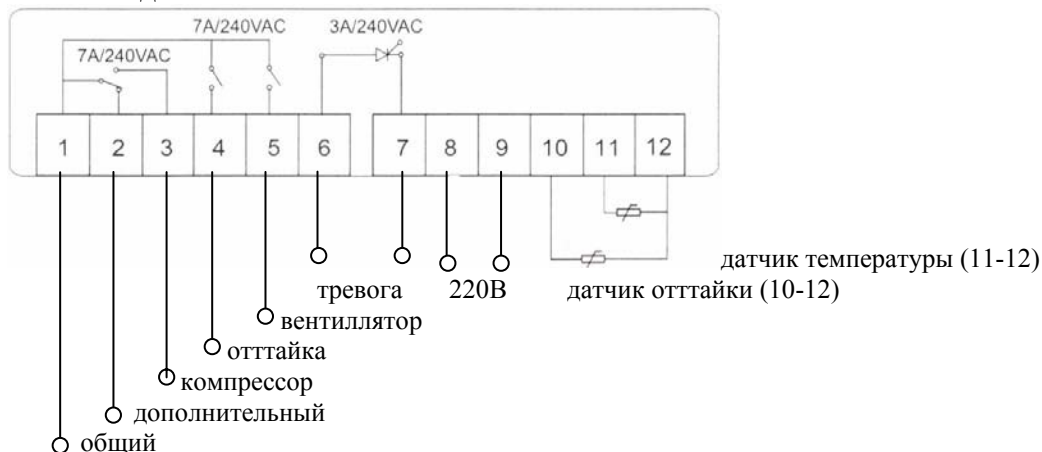 7A/240VAC 3A/240VAC
7A/240VAC
1 2 3 4 5 6 7 8 9 10 11 12
датчик температуры (11-12)
тревога 220В датчик отттайки (10-12)
вентиллятор
отттайка
компрессор
дополнительный
общий